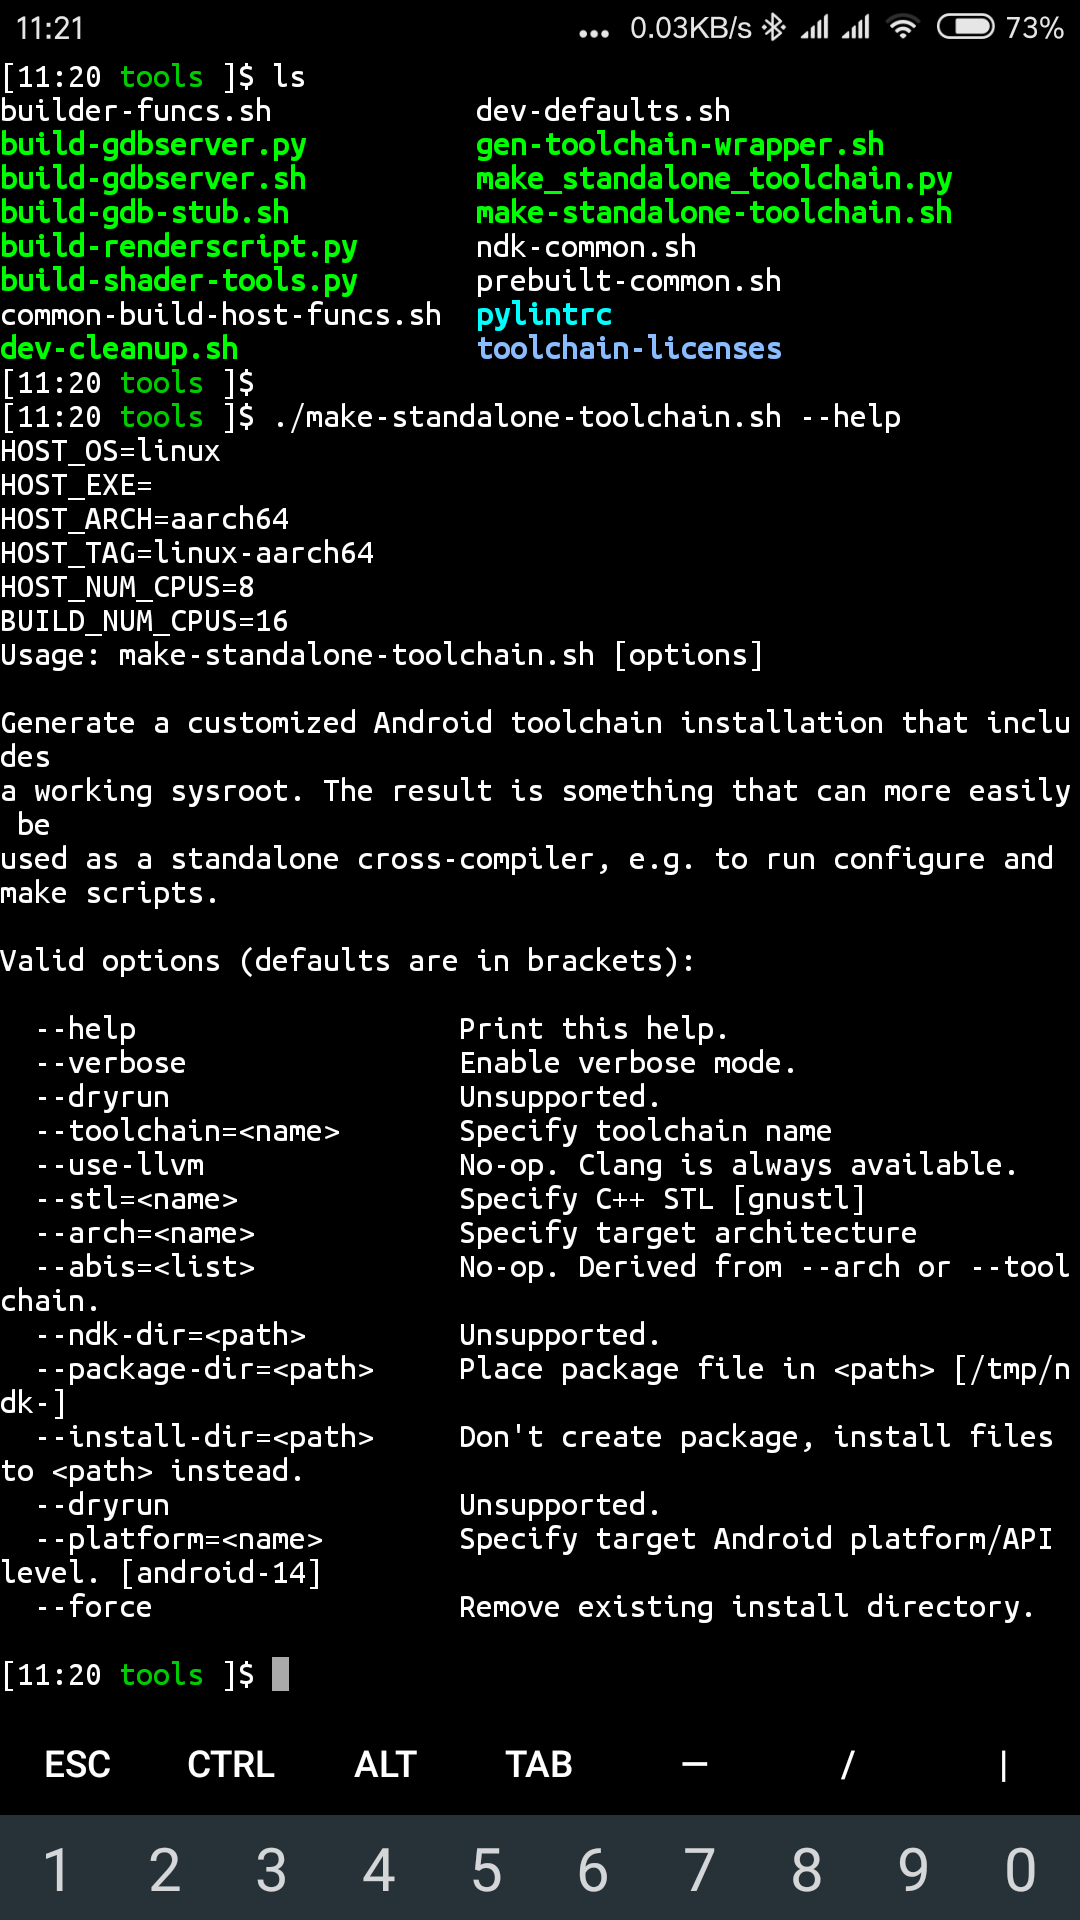 11:21 ... 0.03KB/s 73%
[11:20 tools ]$ ls
builder-funcs.sh            dev-defaults.sh
build-gdbserver.py          gen-toolchain-wrapper.sh
build-gdbserver.sh          make_standalone_toolchain.py
build-gdb-stub.sh           make-standalone-toolchain.sh
build-renderscript.py       ndk-common.sh
build-shader-tools.py       prebuilt-common.sh
common-build-host-funcs.sh  pylintrc
dev-cleanup.sh              toolchain-licenses
[11:20 tools ]$
[11:20 tools ]$ ./make-standalone-toolchain.sh --help
HOST_OS=linux
HOST_EXE=
HOST_ARCH=aarch64
HOST_TAG=linux-aarch64
HOST_NUM_CPUS=8
BUILD_NUM_CPUS=16
Usage: make-standalone-toolchain.sh [options]

Generate a customized Android toolchain installation that inclu
des
a working sysroot. The result is something that can more easily
 be
used as a standalone cross-compiler, e.g. to run configure and
make scripts.

Valid options (defaults are in brackets):

  --help                   Print this help.
  --verbose                Enable verbose mode.
  --dryrun                 Unsupported.
  --toolchain=<name>       Specify toolchain name
  --use-llvm               No-op. Clang is always available.
  --stl=<name>             Specify C++ STL [gnustl]
  --arch=<name>            Specify target architecture
  --abis=<list>            No-op. Derived from --arch or --tool
chain.
  --ndk-dir=<path>         Unsupported.
  --package-dir=<path>     Place package file in <path> [/tmp/n
dk-]
  --install-dir=<path>     Don't create package, install files
to <path> instead.
  --dryrun                 Unsupported.
  --platform=<name>        Specify target Android platform/API
level. [android-14]
  --force                  Remove existing install directory.

[11:20 tools ]$
ESC CTRL ALT TAB — / |
1 2 3 4 5 6 7 8 9 0